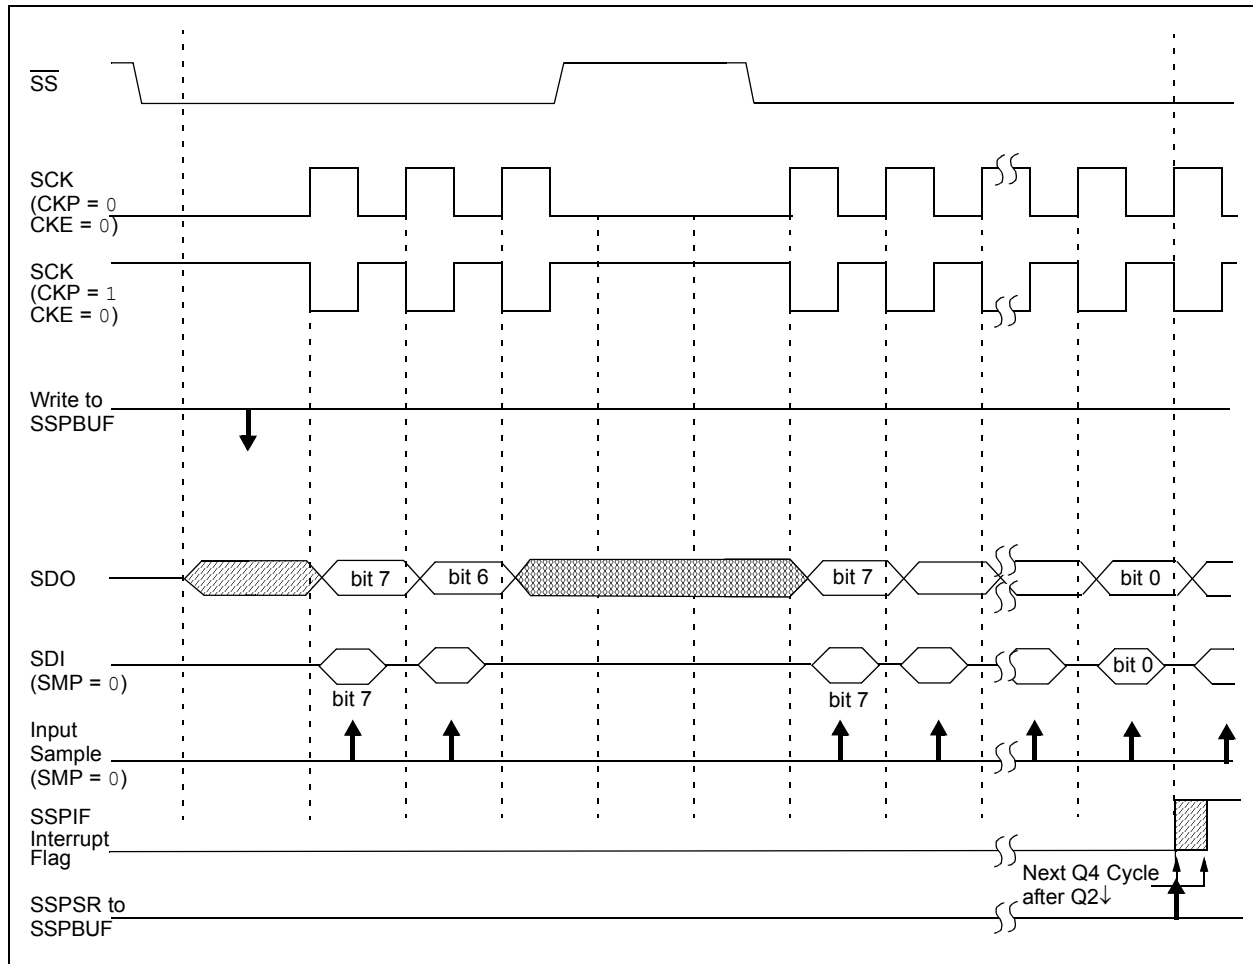 SS
SCK
(CKP = 0
CKE = 0)
SCK
(CKP = 1
CKE = 0)
Write to
SSPBUF
SDO
bit 7
bit 6
bit 7
bit 0
SDI
(SMP = 0)
bit 7
bit 7
bit 0
Input
Sample
(SMP = 0)
SSPIF
Interrupt
Flag
Next Q4 Cycle
after Q2↓
SSPSR to
SSPBUF